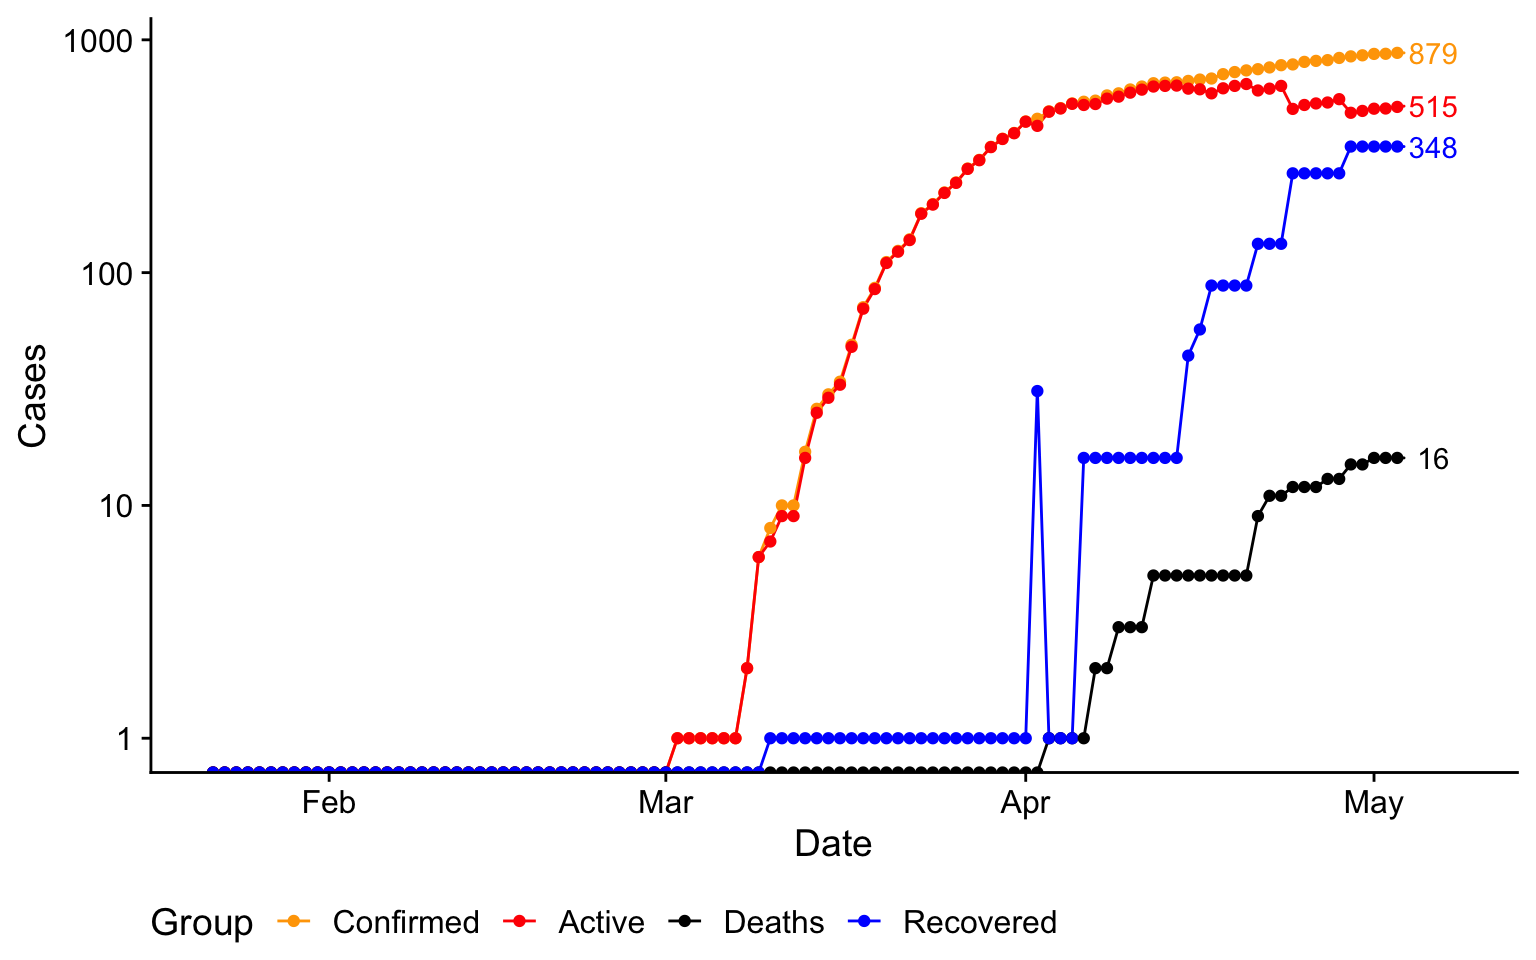 1000
879
515
348
100
Cases
10
16
1
Feb Mar Apr May
Date
Group Confirmed Active Deaths Recovered